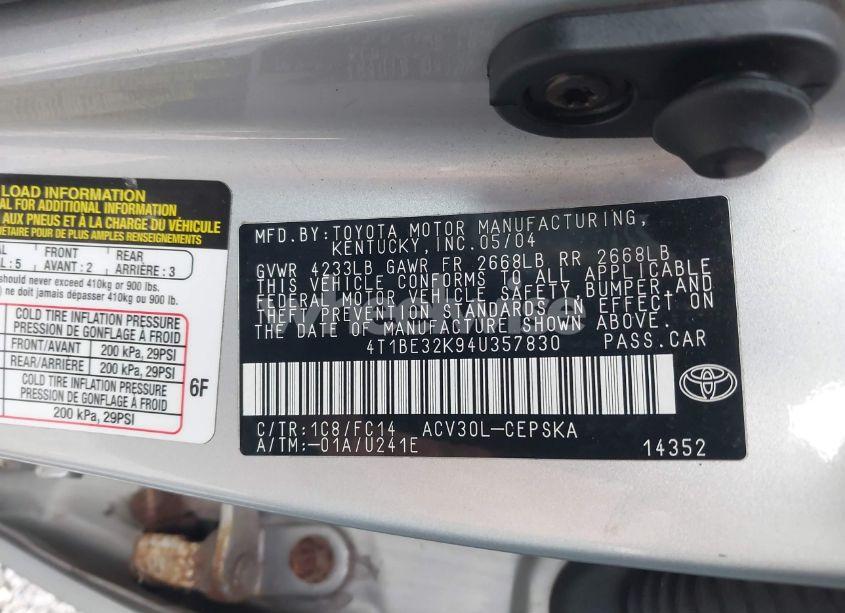 LOAD INFORMATION
AL FOR ADDITIONAL INFORMATION
AUX PNEUS ET À LA CHARGE DU VÉHICULE
ÉTAIRE POUR DE PLUS AMPLES RENSEIGNEMENTS
FRONT REAR
: 5 AVANT : 2 ARRIÈRE : 3
should never exceed 410kg or 900 lbs.
) ne doit jamais dépasser 410kg ou 900 lb.
COLD TIRE INFLATION PRESSURE
PRESSION DE GONFLAGE À FROID
FRONT/AVANT 200 kPa, 29PSI
REAR/ARRIÈRE 200 kPa, 29PSI
COLD TIRE INFLATION PRESSURE
PRESSION DE GONFLAGE À FROID
200 kPa, 29PSI
6F
MFD.BY:TOYOTA MOTOR MANUFACTURING,
KENTUCKY, INC.05/04
GVWR 4233LB GAWR FR 2668LB RR 2668LB
THIS VEHICLE CONFORMS TO ALL APPLICABLE
FEDERAL MOTOR VEHICLE SAFETY, BUMPER, AND
THEFT PREVENTION STANDARDS IN EFFECT ON
THE DATE OF MANUFACTURE SHOWN ABOVE.
4T1BE32K94U357830 PASS.CAR
C/TR:1C8/FC14 ACV30L-CEPSKA
A/TM:-01A/U241E 14352